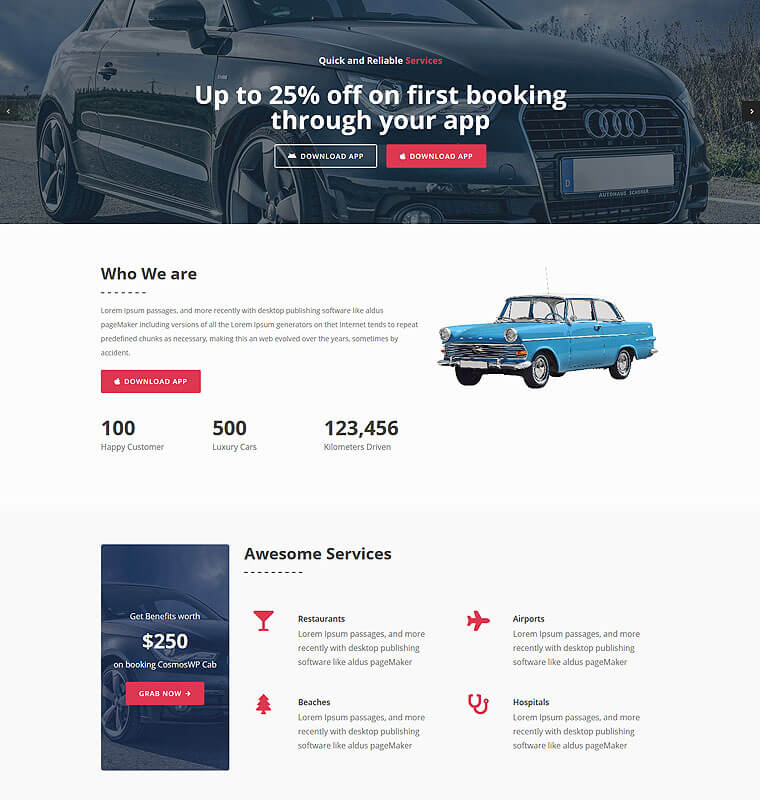 Quick and Reliable Services
Up to 25% off on first booking
through your app
DOWNLOAD APP
DOWNLOAD APP
D
AUTOHAUS SCHERER
Who We are
Lorem Ipsum passages, and more recently with desktop publishing software like aldus
pageMaker including versions of all the Lorem Ipsum generators on thet Internet tends to repeat
predefined chunks as necessary, making this an web evolved over the years, sometimes by
accident.
DOWNLOAD APP
100
Happy Customer
500
Luxury Cars
123,456
Kilometers Driven
Get Benefits worth
$250
on booking CosmosWP Cab
GRAB NOW
Awesome Services
Restaurants
Lorem Ipsum passages, and more
recently with desktop publishing
software like aldus pageMaker
Airports
Lorem Ipsum passages, and more
recently with desktop publishing
software like aldus pageMaker
Beaches
Lorem Ipsum passages, and more
recently with desktop publishing
software like aldus pageMaker
Hospitals
Lorem Ipsum passages, and more
recently with desktop publishing
software like aldus pageMaker